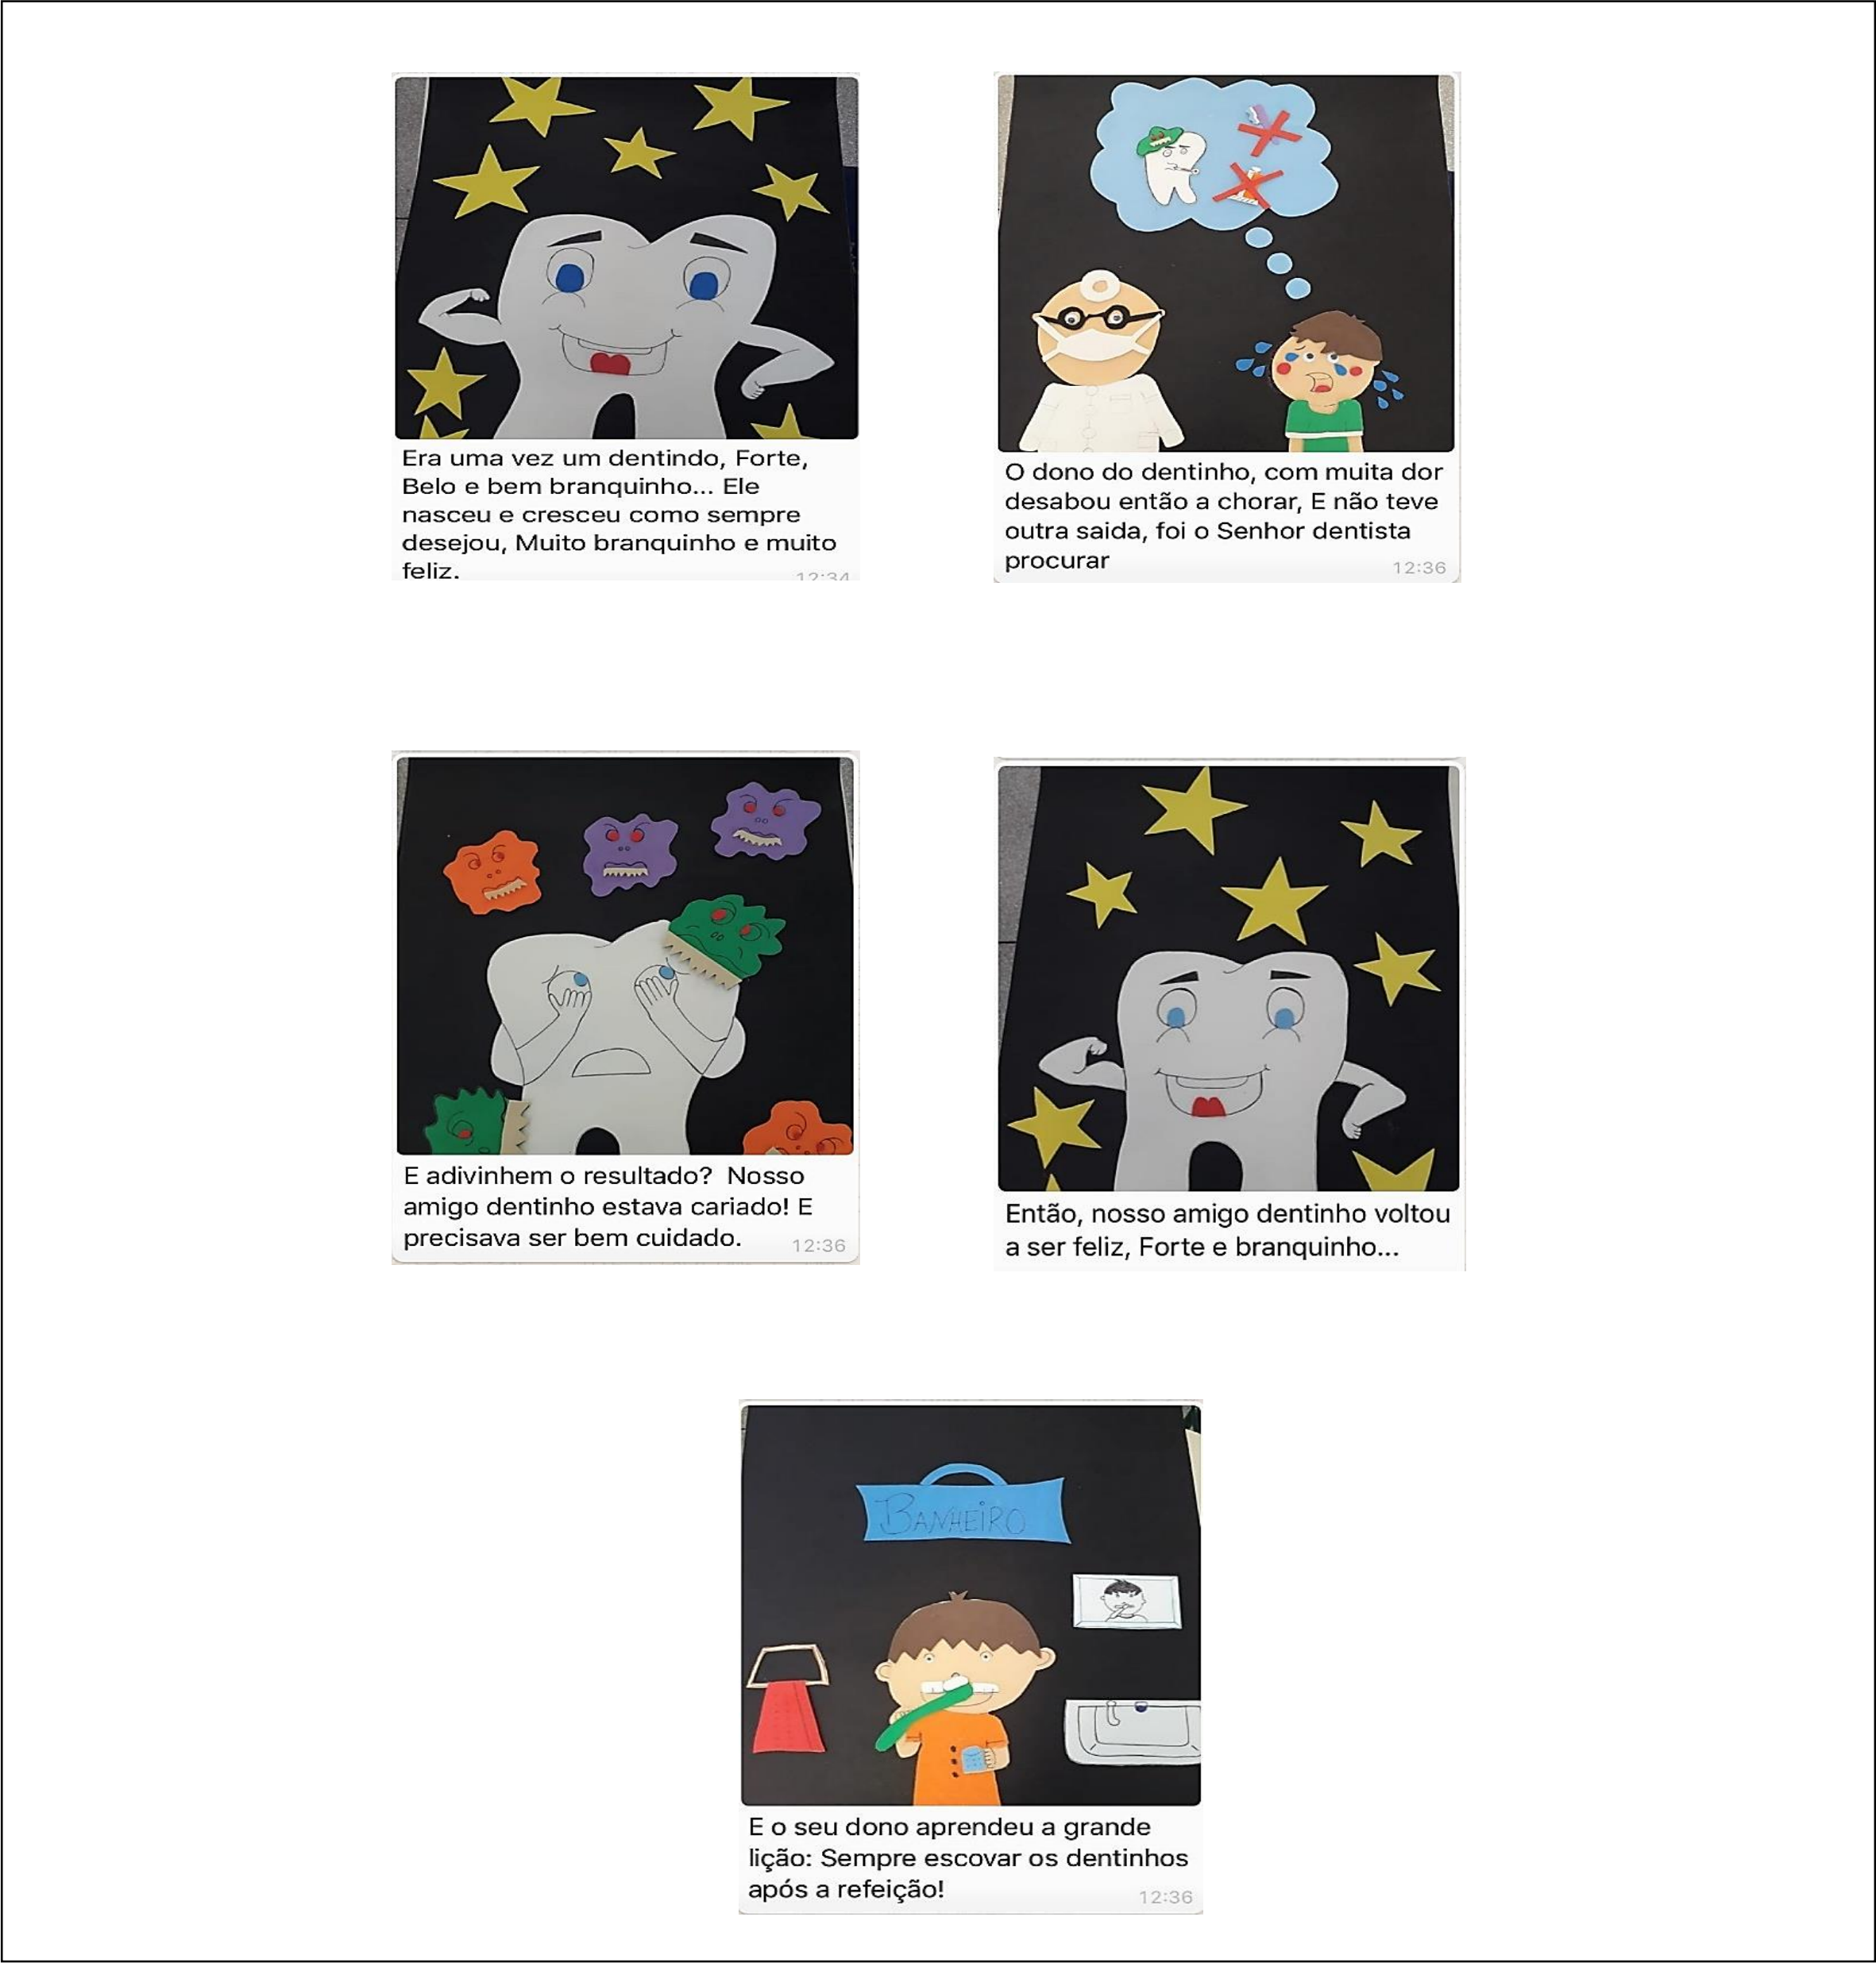 Era uma vez um dentindo, Forte,
Belo e bem branquinho... Ele
nasceu e cresceu como sempre
desejou, Muito branquinho e muito
feliz.
12:34
O dono do dentinho, com muita dor
desabou então a chorar, E não teve
outra saida, foi o Senhor dentista
procurar
12:36
E adivinhem o resultado? Nosso
amigo dentinho estava cariado! E
precisava ser bem cuidado.
12:36
Então, nosso amigo dentinho voltou
a ser feliz, Forte e branquinho...
BANHEIRO
E o seu dono aprendeu a grande
lição: Sempre escovar os dentinhos
após a refeição!
12:36